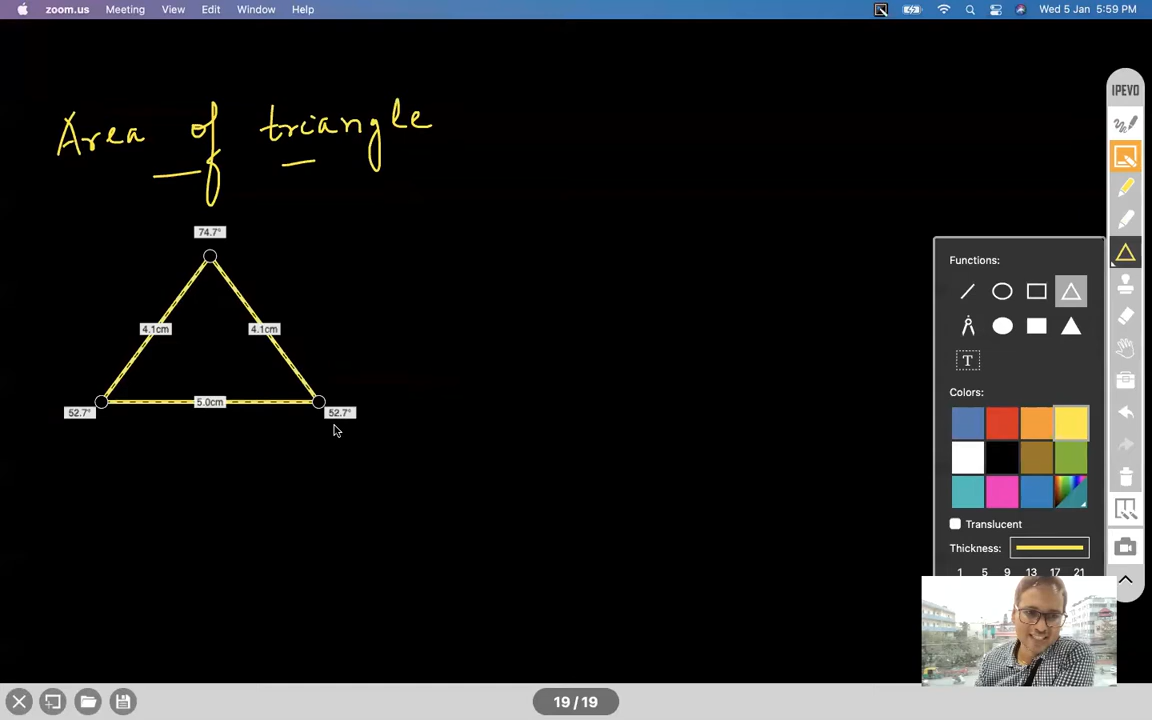 zoom.us Meeting View Edit Window Help Wed 5 Jan 5:59 PM
IPEVO
Area of triangle
74.7°
4.1cm 4.1cm
52.7° 5.0cm 52.7°
Functions:
T
Colors:
Translucent
Thickness:
1 5 9 13 17 21
19 / 19